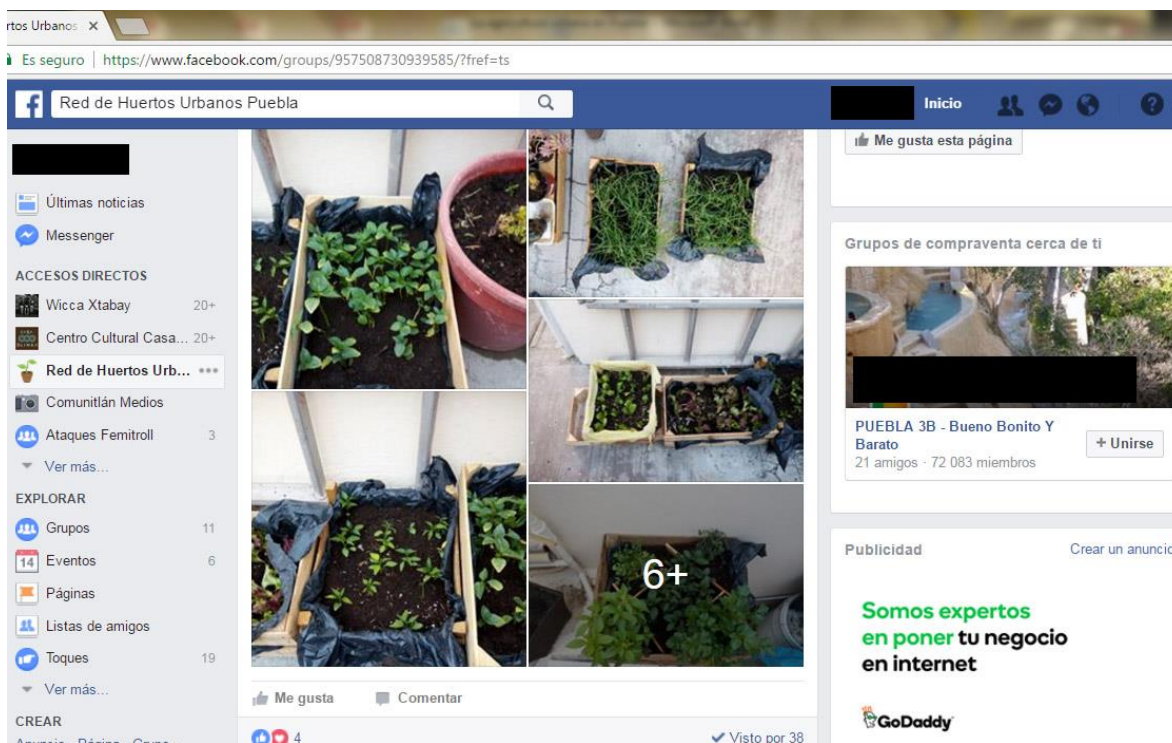 rtos Urbanos
Es seguro | https://www.facebook.com/groups/957508730939585/?fref=ts
Red de Huertos Urbanos Puebla
Inicio
Últimas noticias
Messenger
ACCESOS DIRECTOS
Wicca Xtabay 20+
Centro Cultural Casa... 20+
Red de Huertos Urb...
Comunitlán Medios
Ataques Femitroll 3
Ver más...
EXPLORAR
Grupos 11
14 Eventos 6
Páginas
Listas de amigos
Toques 19
Ver más...
CREAR
Anuncio · Página · Grupo
6+
Me gusta Comentar
4 Visto por 38
Me gusta esta página
Grupos de compraventa cerca de ti
PUEBLA 3B - Bueno Bonito Y
Barato
21 amigos · 72 083 miembros
+ Unirse
Publicidad Crear un anuncio
Somos expertos
en poner tu negocio
en internet
GoDaddy